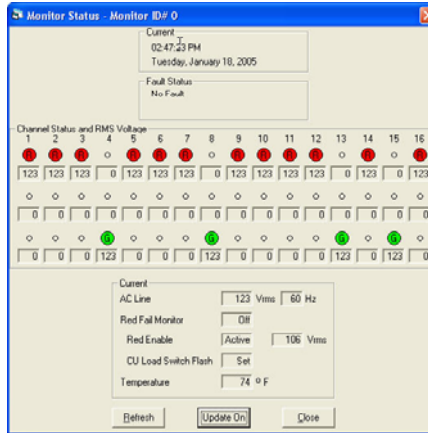 Monitor Status - Monitor ID# 0
Current
02:47:23 PM
Tuesday, January 18, 2005
Fault Status
No Fault
Channel Status and RMS Voltage
1 2 3 4 5 6 7 8 9 10 11 12 13 14 15 16
R R R R R R R R R R R R
123 123 123 0 123 123 123 0 123 123 123 123 0 123 0 123
0 0 0 0 0 0 0 0 0 0 0 0 0 0 0 0
G G G G
0 0 0 123 0 0 0 123 0 0 0 0 123 0 123 0
Current
AC Line 123 Vrms 60 Hz
Red Fail Monitor Off
Red Enable Active 106 Vrms
CU Load Switch Flash Set
Temperature 74 º F
Refresh Update On Close